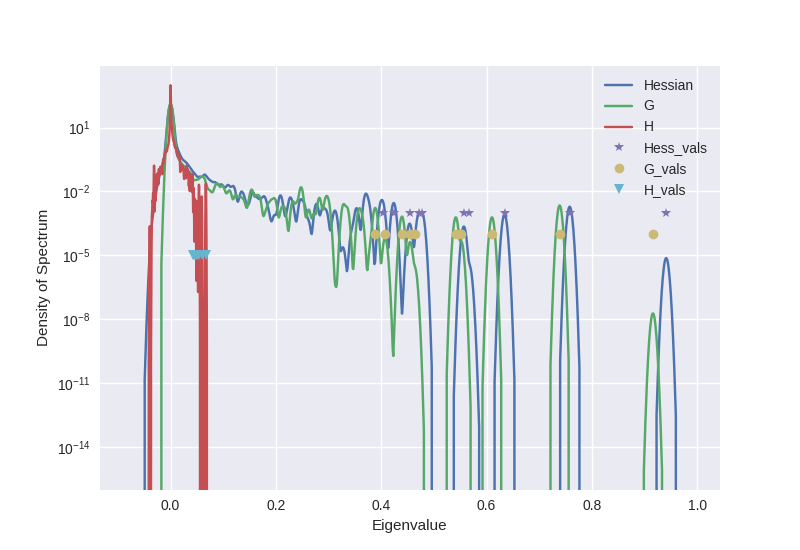 Hessian
G
H
Hess_vals
G_vals
H_vals
10^1
10^-2
10^-5
10^-8
10^-11
10^-14
Density of Spectrum
0.0 0.2 0.4 0.6 0.8 1.0
Eigenvalue